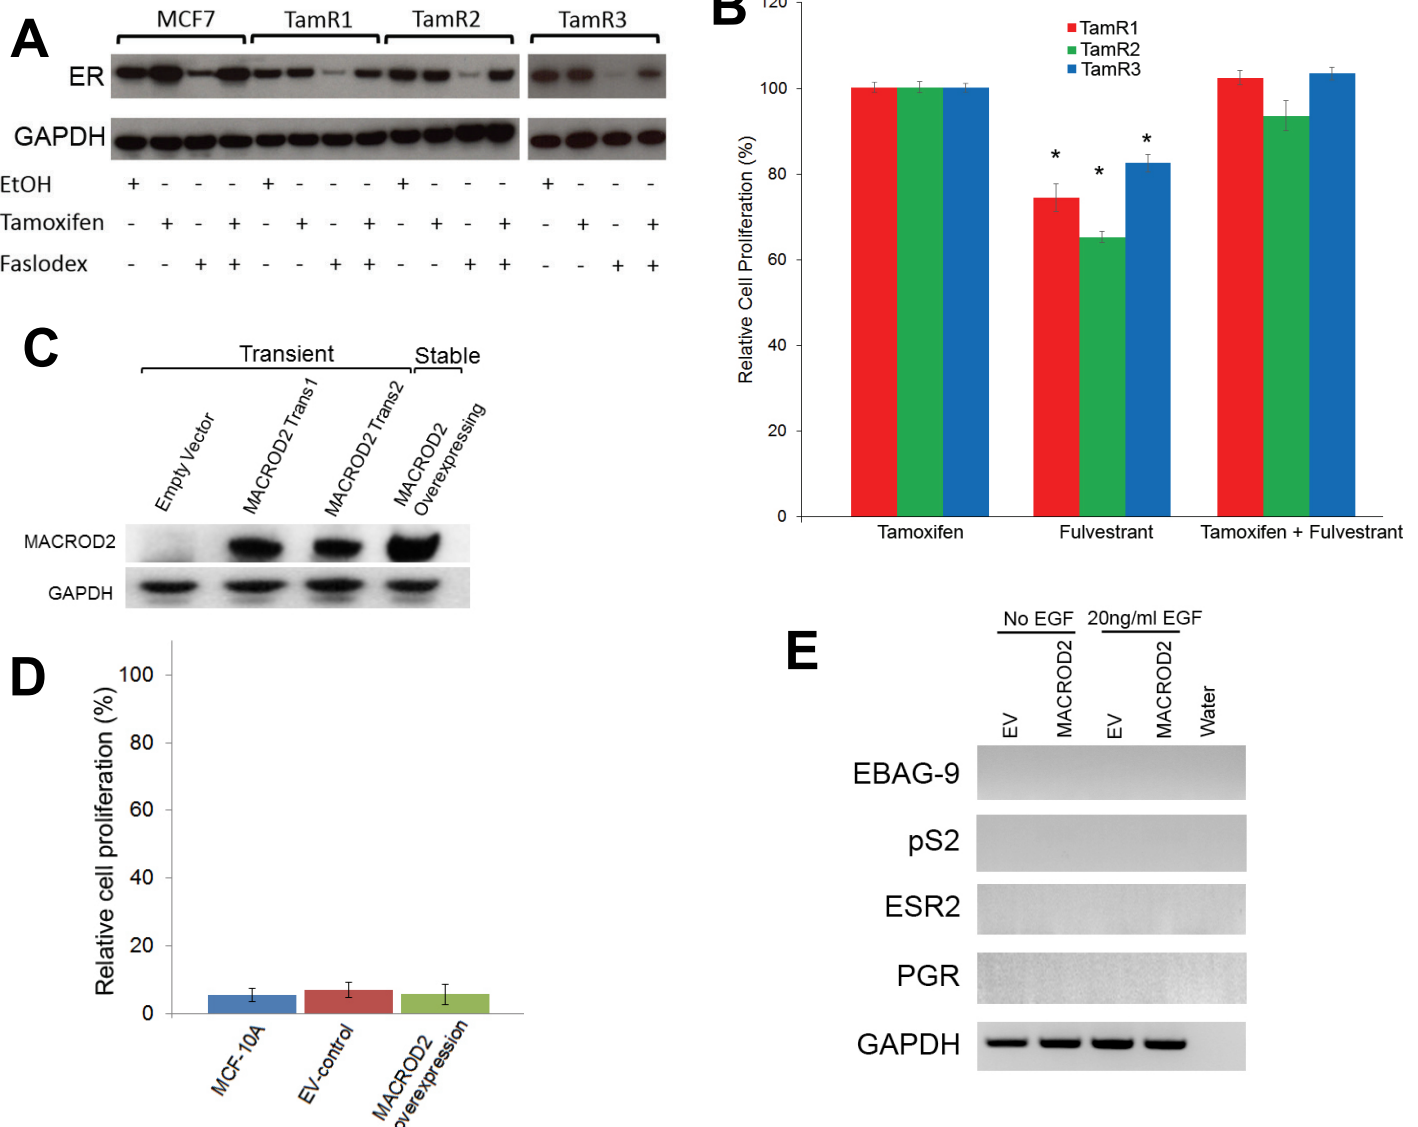 A
MCF7 TamR1 TamR2 TamR3
ER
GAPDH
EtOH + - - - + - - - + - - - + - - -
Tamoxifen - + - + - + - + - + - + - + - +
Faslodex - - + + - - + + - - + + - - + +
B
120
100
80
60
40
20
0
Relative Cell Proliferation (%)
TamR1
TamR2
TamR3
* * *
Tamoxifen Fulvestrant Tamoxifen + Fulvestrant
C
Transient Stable
Empty Vector
MACROD2 Trans1
MACROD2 Trans2
MACROD2
Overexpressing
MACROD2
GAPDH
D
100
80
60
40
20
0
Relative cell proliferation (%)
MCF-10A
EV-control
MACROD2
overexpression
E
No EGF 20ng/ml EGF
EV MACROD2 EV MACROD2 Water
EBAG-9
pS2
ESR2
PGR
GAPDH